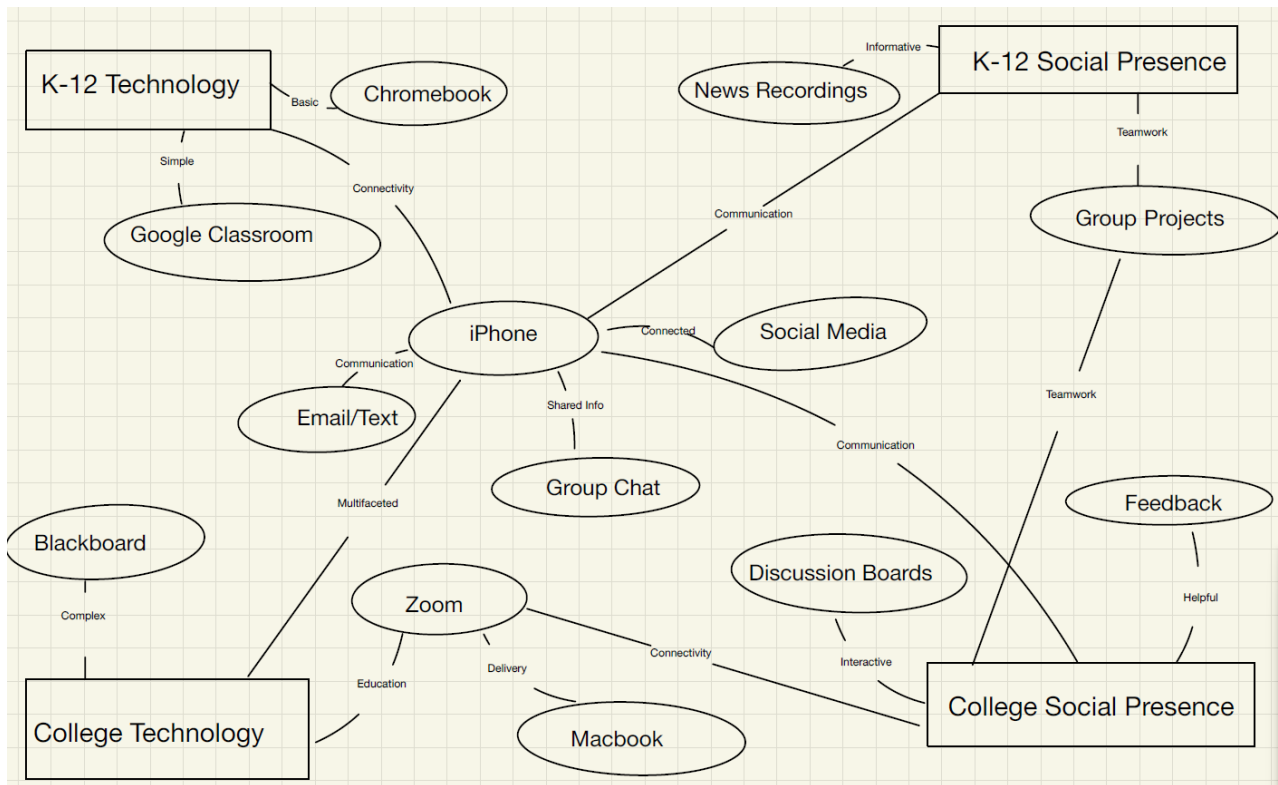 Informative
K-12 Social Presence
K-12 Technology
Chromebook
News Recordings
Basic
Teamwork
Simple
Connectivity
Communication
Group Projects
Google Classroom
iPhone
Connected
Social Media
Communication
Teamwork
Shared Info
Email/Text
Communication
Group Chat
Multifaceted
Feedback
Blackboard
Discussion Boards
Zoom
Helpful
Complex
Connectivity
Interactive
Delivery
Education
College Social Presence
College Technology
Macbook